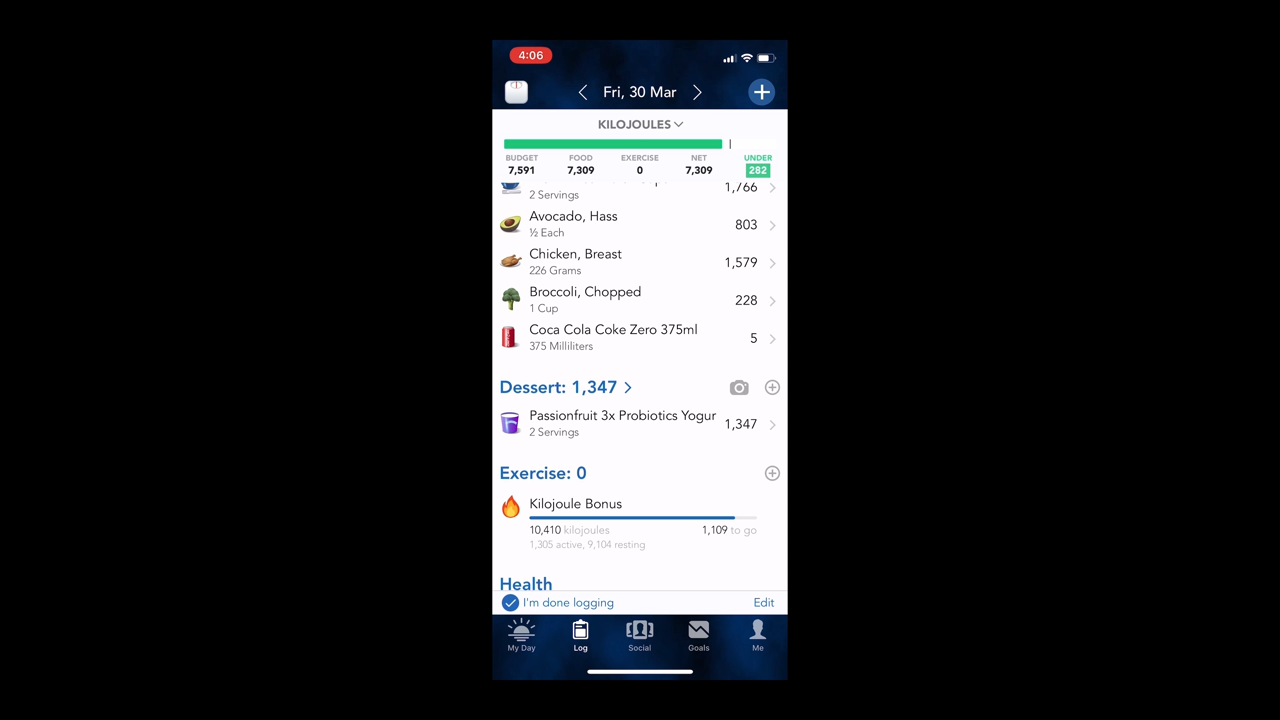 4:06
Fri, 30 Mar
KILOJOULES
BUDGET FOOD EXERCISE NET UNDER
7,591 7,309 0 7,309 282
1,766
2 Servings
Avocado, Hass
803
½ Each
Chicken, Breast
1,579
226 Grams
Broccoli, Chopped
228
1 Cup
Coca Cola Coke Zero 375ml
5
375 Milliliters
Dessert: 1,347
Passionfruit 3x Probiotics Yogur
1,347
2 Servings
Exercise: 0
Kilojoule Bonus
10,410 kilojoules 1,109 to go
1,305 active, 9,104 resting
Health
I'm done logging Edit
My Day Log Social Goals Me